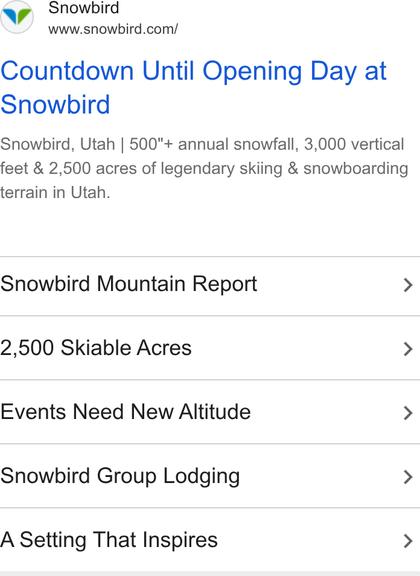 Snowbird
www.snowbird.com/
Countdown Until Opening Day at
Snowbird
Snowbird, Utah | 500"+ annual snowfall, 3,000 vertical
feet & 2,500 acres of legendary skiing & snowboarding
terrain in Utah.
Snowbird Mountain Report
2,500 Skiable Acres
Events Need New Altitude
Snowbird Group Lodging
A Setting That Inspires